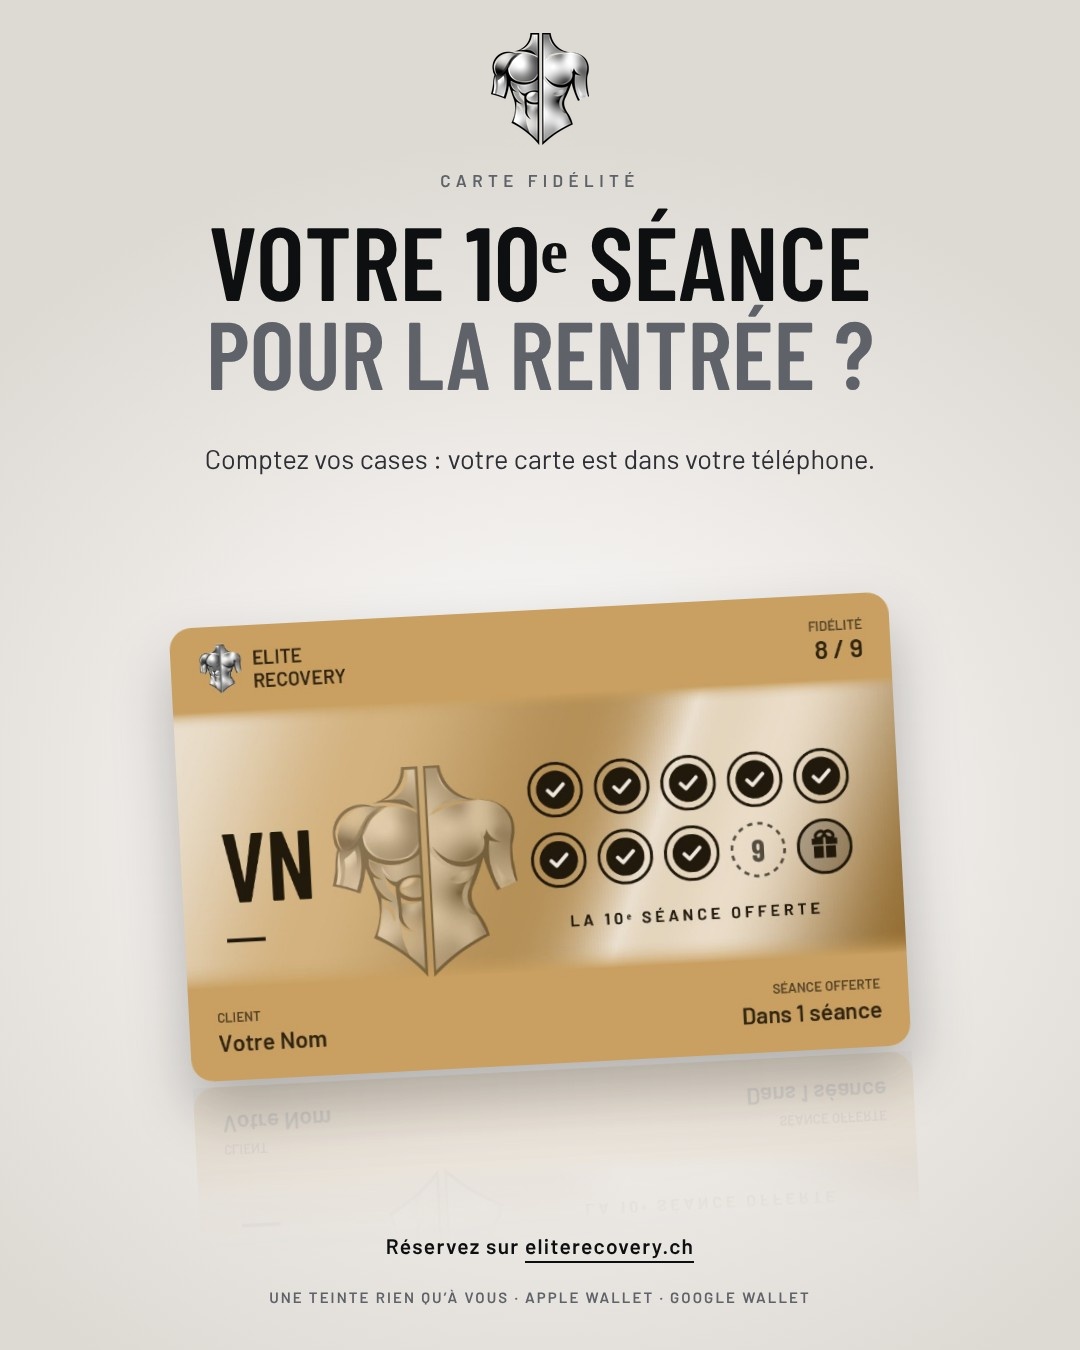 CARTE FIDÉLITÉ
VOTRE 10e SÉANCE
POUR LA RENTRÉE ?
Comptez vos cases : votre carte est dans votre téléphone.
ELITE
RECOVERY
FIDÉLITÉ
8 / 9
VN
9
LA 10e SÉANCE OFFERTE
CLIENT
Votre Nom
SÉANCE OFFERTE
Dans 1 séance
Réservez sur eliterecovery.ch
UNE TEINTE RIEN QU'À VOUS · APPLE WALLET · GOOGLE WALLET